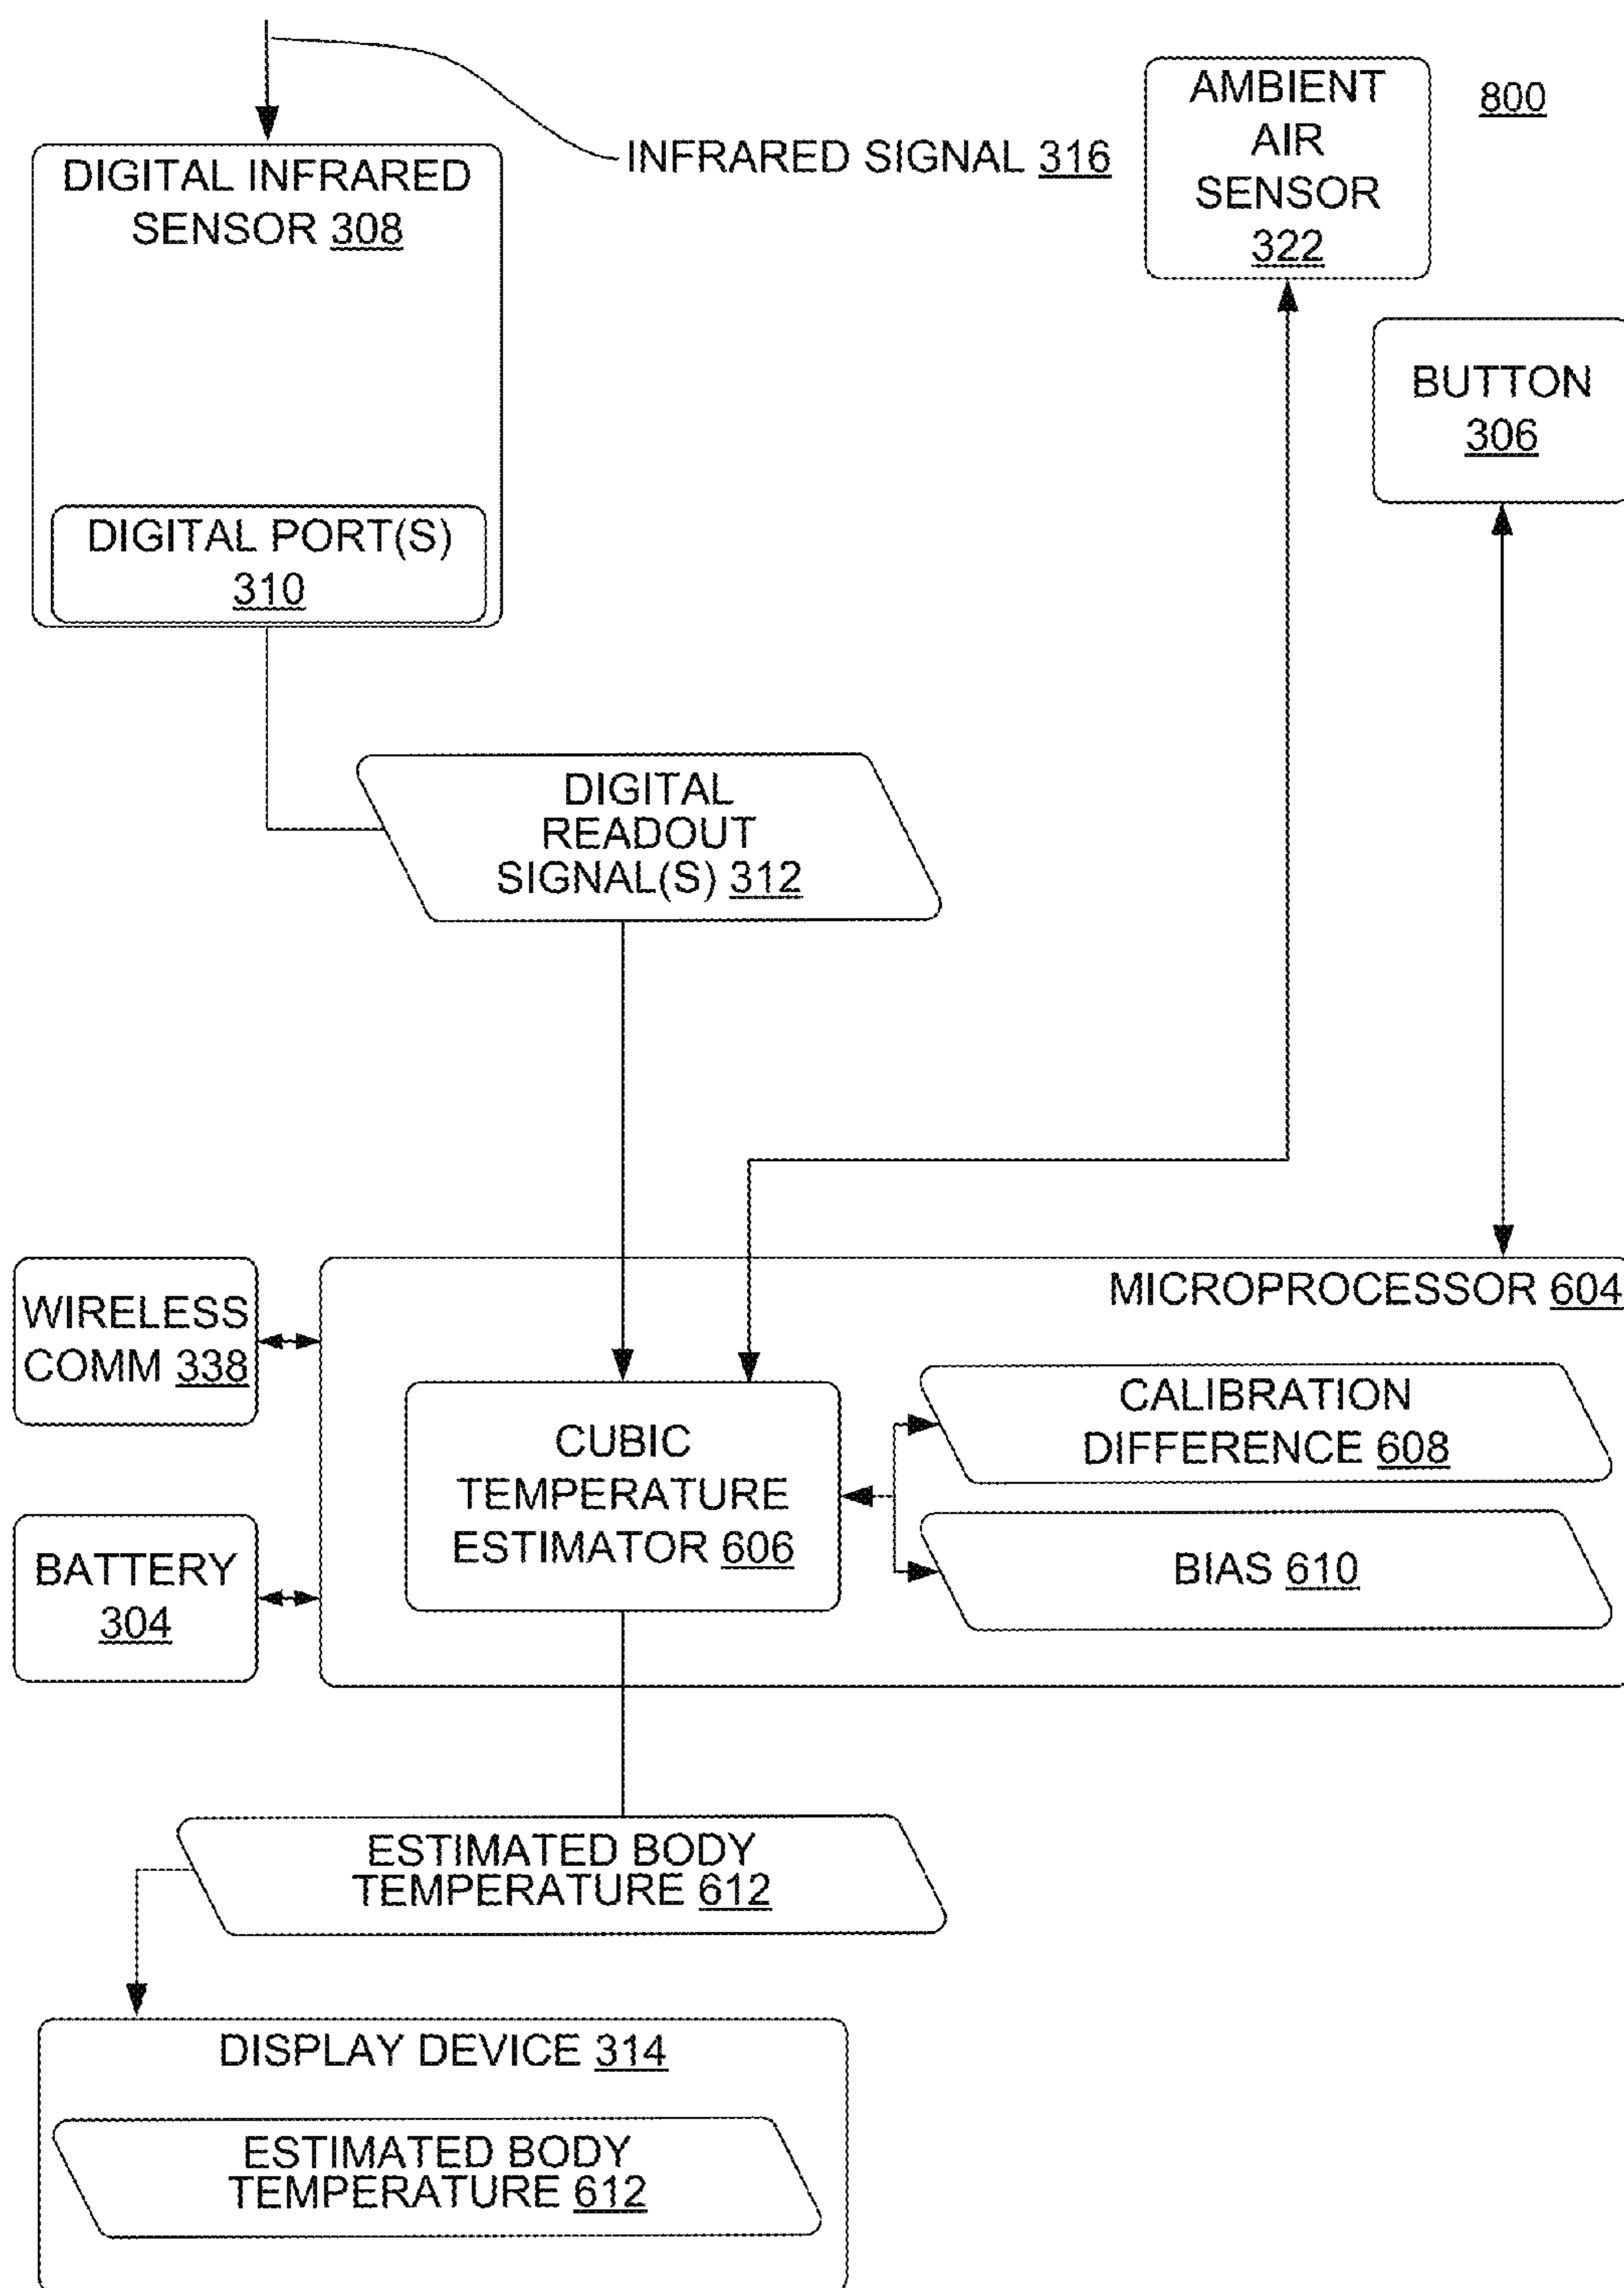 INFRARED SIGNAL 316
AMBIENT
AIR
SENSOR
322
800
DIGITAL INFRARED
SENSOR 308
BUTTON
306
DIGITAL PORT(S)
310
DIGITAL
READOUT
SIGNAL(S) 312
MICROPROCESSOR 604
WIRELESS
COMM 338
CUBIC
TEMPERATURE
ESTIMATOR 606
CALIBRATION
DIFFERENCE 608
BATTERY
304
BIAS 610
ESTIMATED BODY
TEMPERATURE 612
DISPLAY DEVICE 314
ESTIMATED BODY
TEMPERATURE 612